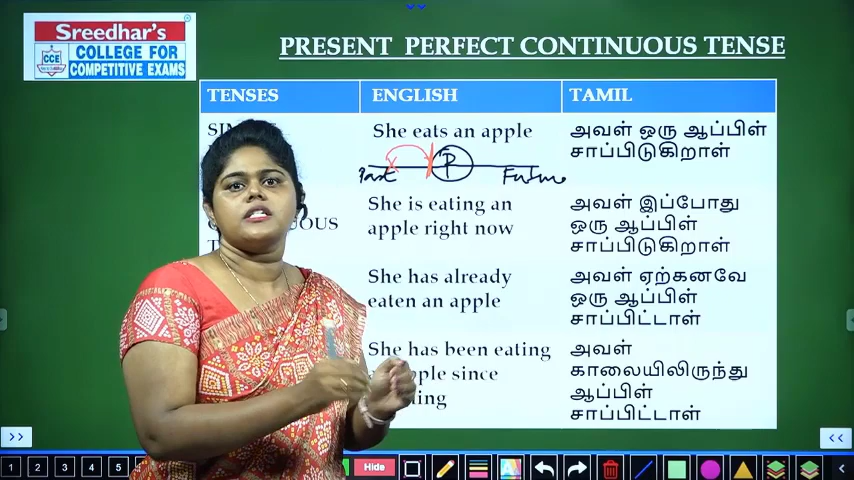 Sreedhar's
CCE
COLLEGE FOR
COMPETITIVE EXAMS
PRESENT PERFECT CONTINUOUS TENSE
TENSES ENGLISH TAMIL
She eats an apple
Past P Future
அவள் ஒரு ஆப்பிள்
சாப்பிடுகிறாள்
She is eating an
apple right now
அவள் இப்போது
ஒரு ஆப்பிள்
சாப்பிடுகிறாள்
She has already
eaten an apple
அவள் ஏற்கனவே
ஒரு ஆப்பிள்
சாப்பிட்டாள்
She has been eating
since
அவள்
காலையிலிருந்து
ஆப்பிள்
சாப்பிட்டாள்
>> <<
1 2 3 4 5 Hide